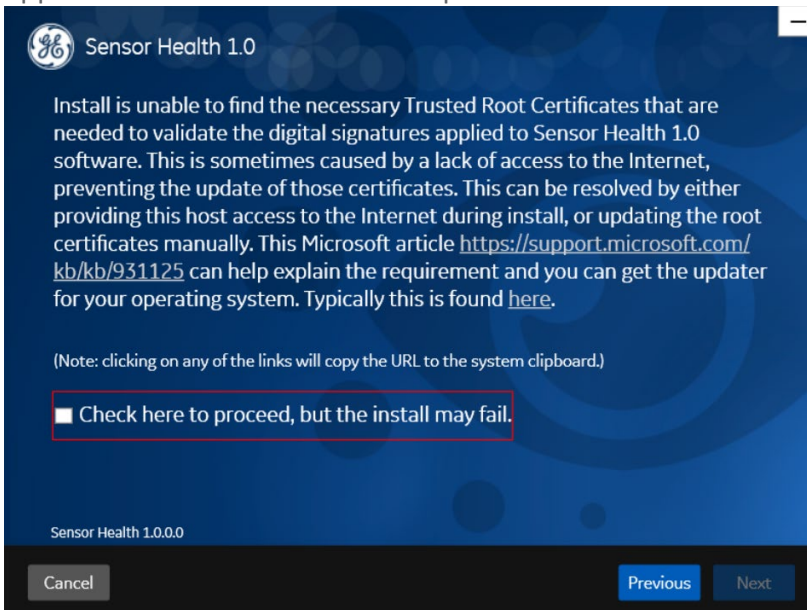 Sensor Health 1.0
Install is unable to find the necessary Trusted Root Certificates that are
needed to validate the digital signatures applied to Sensor Health 1.0
software. This is sometimes caused by a lack of access to the Internet,
preventing the update of those certificates. This can be resolved by either
providing this host access to the Internet during install, or updating the root
certificates manually. This Microsoft article https://support.microsoft.com/
kb/kb/931125 can help explain the requirement and you can get the updater
for your operating system. Typically this is found here.
(Note: clicking on any of the links will copy the URL to the system clipboard.)
Check here to proceed, but the install may fail.
Sensor Health 1.0.0.0
Cancel Previous Next